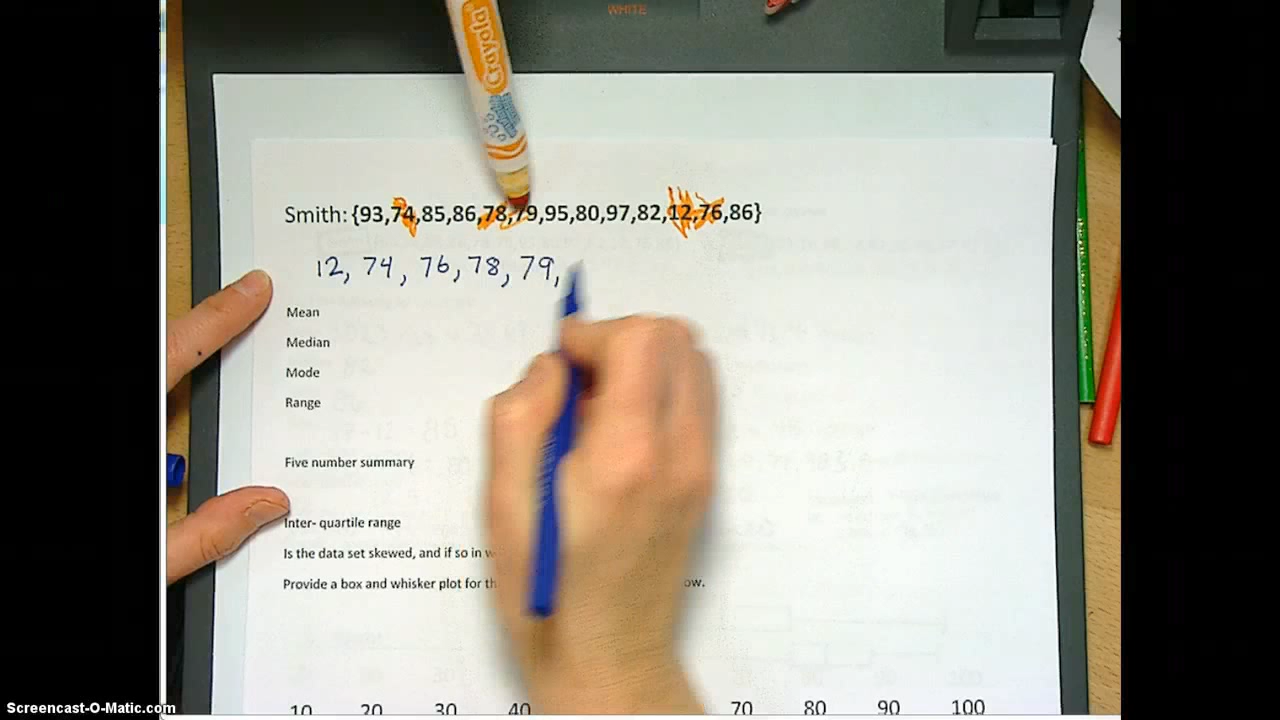 WHITE
Crayola
Smith: {93,74,85,86,78,79,95,80,97,82,12,76,86}
12, 74, 76, 78, 79,
Mean
Median
Mode
Range
Five number summary
Inter- quartile range
Is the data set skewed, and if so in
Provide a box and whisker plot for
10 20 30 40 70 80 90 100
Screencast-O-Matic.com